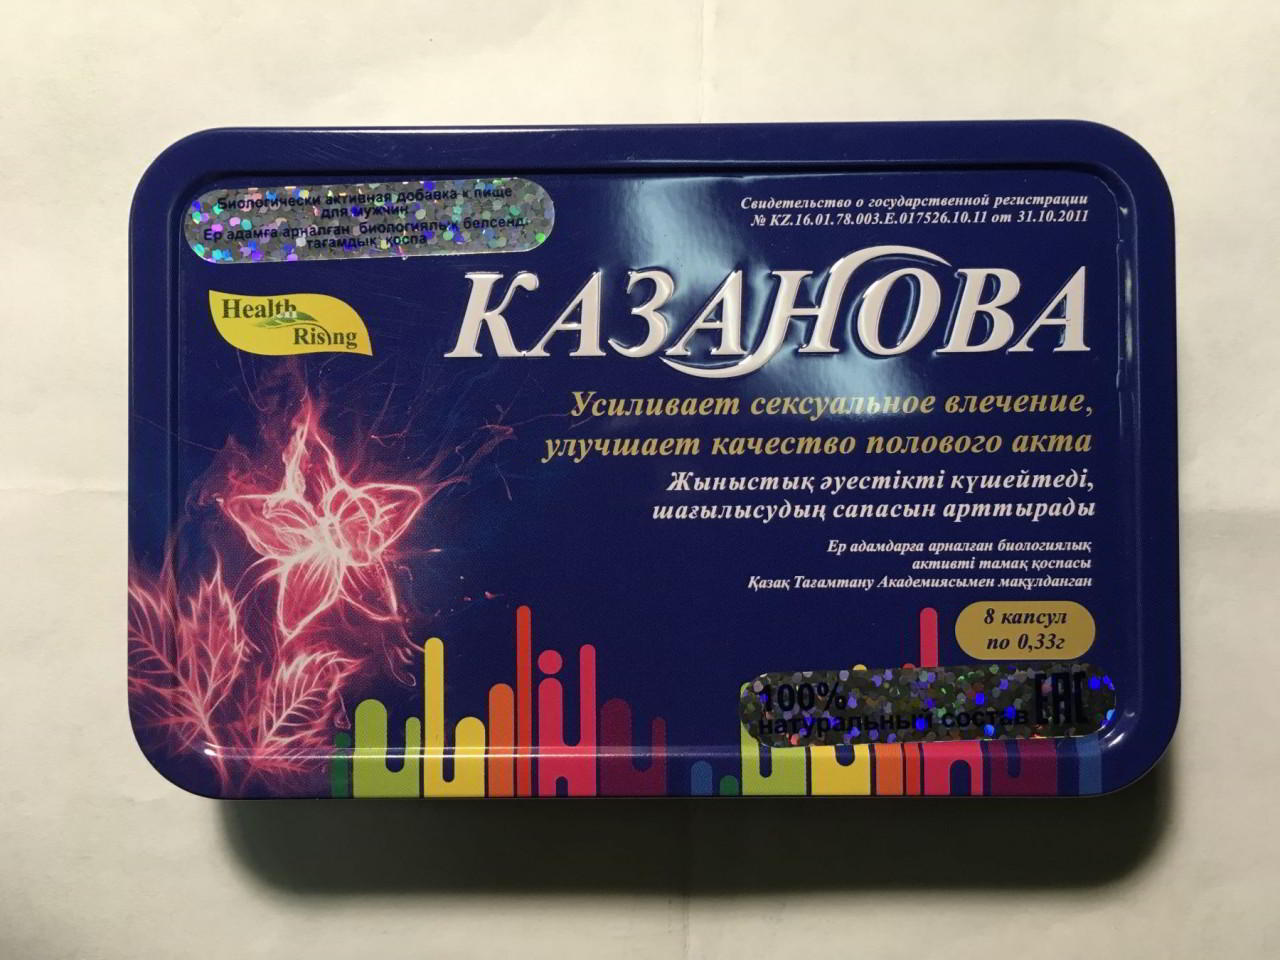 Биологически активная добавка к пище
для мужчин
Ер адамға арналған биологиялық белсенді
тағамдық қоспа
Свидетельство о государственной регистрации
№ KZ.16.01.78.003.E.017526.10.11 от 31.10.2011
Health
Rising
КАЗАНОВА
Усиливает сексуальное влечение,
улучшает качество полового акта
Жыныстық әуестікті күшейтеді,
шағылысудың сапасын арттырады
Ер адамдарға арналған биологиялық
активті тамақ қоспасы
Қазақ Тағамтану Академиясымен мақұлданған
8 капсул
по 0,33г
100%
натуральный состав
EAC